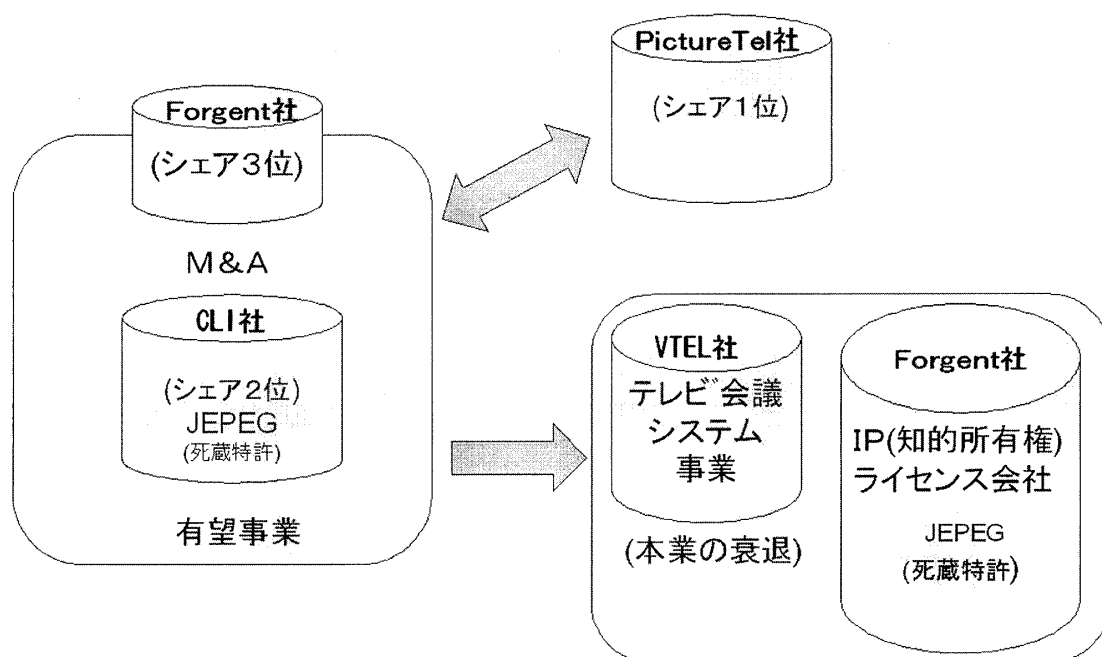 PictureTel社
(シェア1位)
Forgent社
(シェア3位)
M&A
CLI社
(シェア2位)
JEPEG
(死蔵特許)
有望事業
VTEL社
テレビ会議
システム
事業
(本業の衰退)
Forgent社
IP(知的所有権)
ライセンス会社
JEPEG
(死蔵特許)